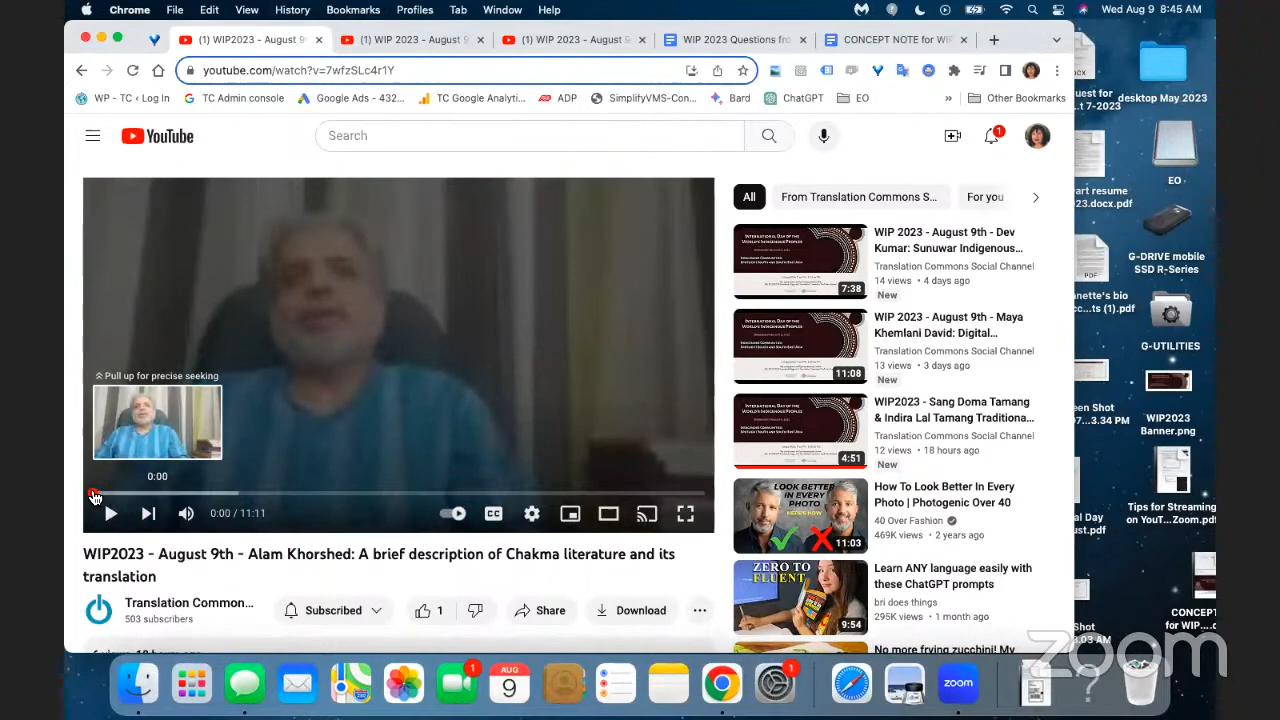 Chrome File Edit View History Bookmarks Profiles Tab Window Help Wed Aug 9 8:45 AM
(1) WIP2023 - August 9 × (1) WIP 2023 - August 9 × (1) WIP 2023 - August 9 × WIP 2023 Questions fro × CONCEPT NOTE for WIP ×
WP - TC ‹ Log In TC Admin console Google Ads - 432... TC Google Analyti... ADP SimplifyVMS-Con... Bard ChatGPT EO » Other Bookmarks
YouTube Search 1
All From Translation Commons S... For you
WIP 2023 - August 9th - Dev
Kumar: Sunuwar Indigenous...
Translation Commons Social Channel
14 views • 4 days ago
New
7:38
WIP 2023 - August 9th - Maya
Khemlani David: Digital...
Translation Commons Social Channel
13 views • 3 days ago
New
11:08
WIP2023 - Sang Doma Tamang
& Indira Lal Tamang Traditiona...
Translation Commons Social Channel
12 views • 18 hours ago
New
4:51
LOOK BETTER
IN EVERY
PHOTO
HERE'S HOW
11:03
How To Look Better In Every
Photo | Photogenic Over 40
40 Over Fashion
469K views • 2 years ago
ZERO TO
FLUENT
9:54
Learn ANY language easily with
these ChatGPT prompts
bri does things
295K views • 1 month ago
No more frying zucchini! My
Pull up for precise seeking
0:00
0:00 / 11:11
CC
WIP2023 - August 9th - Alam Khorshed: A brief description of Chakma literature and its
translation
Translation Common...
503 subscribers
Subscribed 1 Share Download
desktop May 2023
EO
G-DRIVE mobile
SSD R-Series
G-UTILITIES
WIP2023
Banner.png
Tips for Streaming
on YouT...Zoom.pdf
CONCEPT
PDF
AUG
9
zoom
zoom